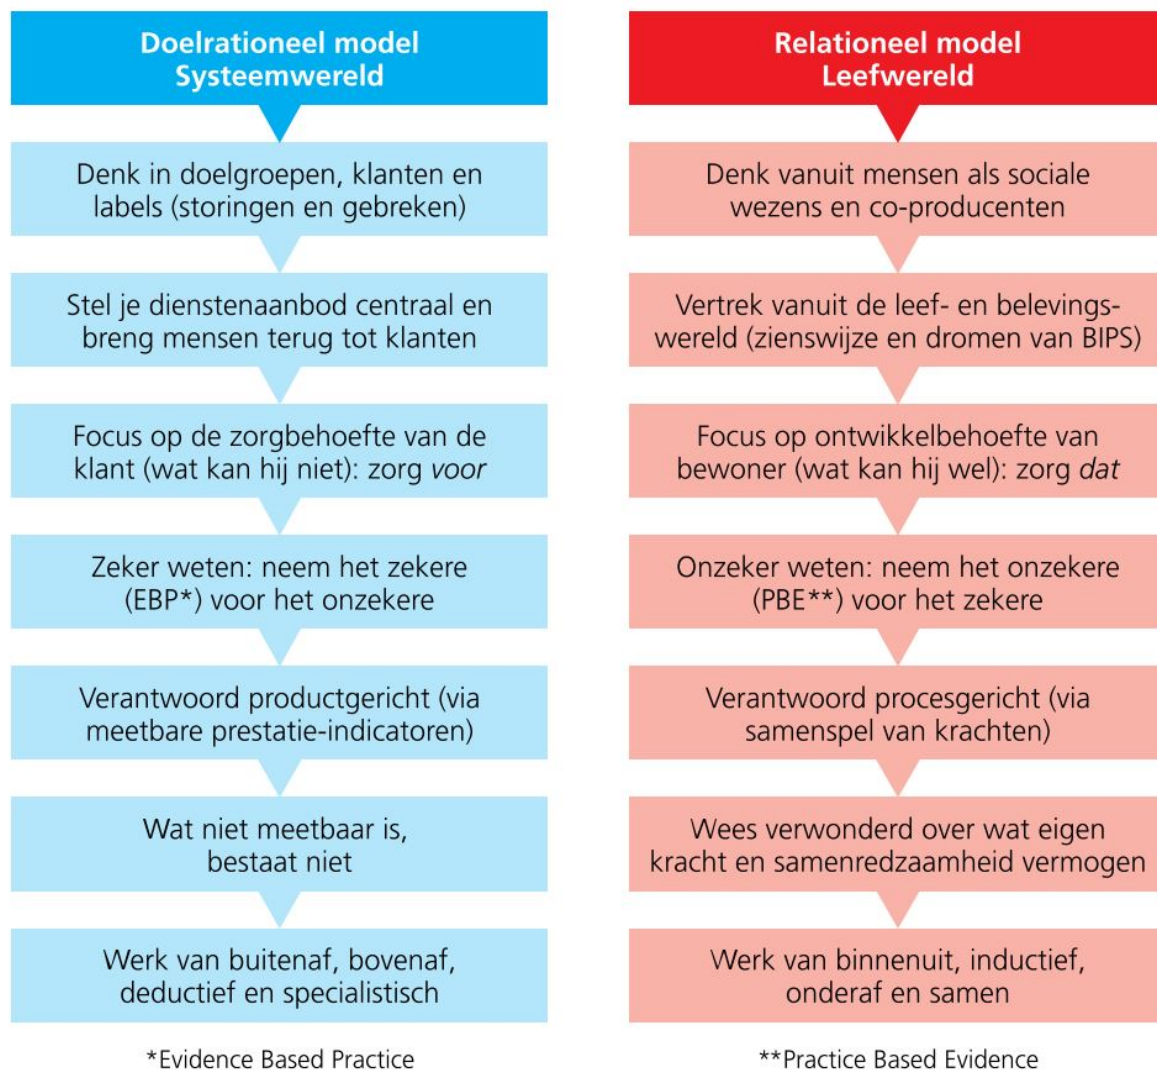 Doelrationeel model
Systeemwereld
Denk in doelgroepen, klanten en
labels (storingen en gebreken)
Stel je dienstenaanbod centraal en
breng mensen terug tot klanten
Focus op de zorgbehoefte van de
klant (wat kan hij niet): zorg voor
Zeker weten: neem het zekere
(EBP*) voor het onzekere
Verantwoord productgericht (via
meetbare prestatie-indicatoren)
Wat niet meetbaar is,
bestaat niet
Werk van buitenaf, bovenaf,
deductief en specialistisch
*Evidence Based Practice
Relationeel model
Leefwereld
Denk vanuit mensen als sociale
wezens en co-producenten
Vertrek vanuit de leef- en belevings-
wereld (zienswijze en dromen van BIPS)
Focus op ontwikkelbehoefte van
bewoner (wat kan hij wel): zorg dat
Onzeker weten: neem het onzekere
(PBE**) voor het zekere
Verantwoord procesgericht (via
samenspel van krachten)
Wees verwonderd over wat eigen
kracht en samenredzaamheid vermogen
Werk van binnenuit, inductief,
onderaf en samen
**Practice Based Evidence